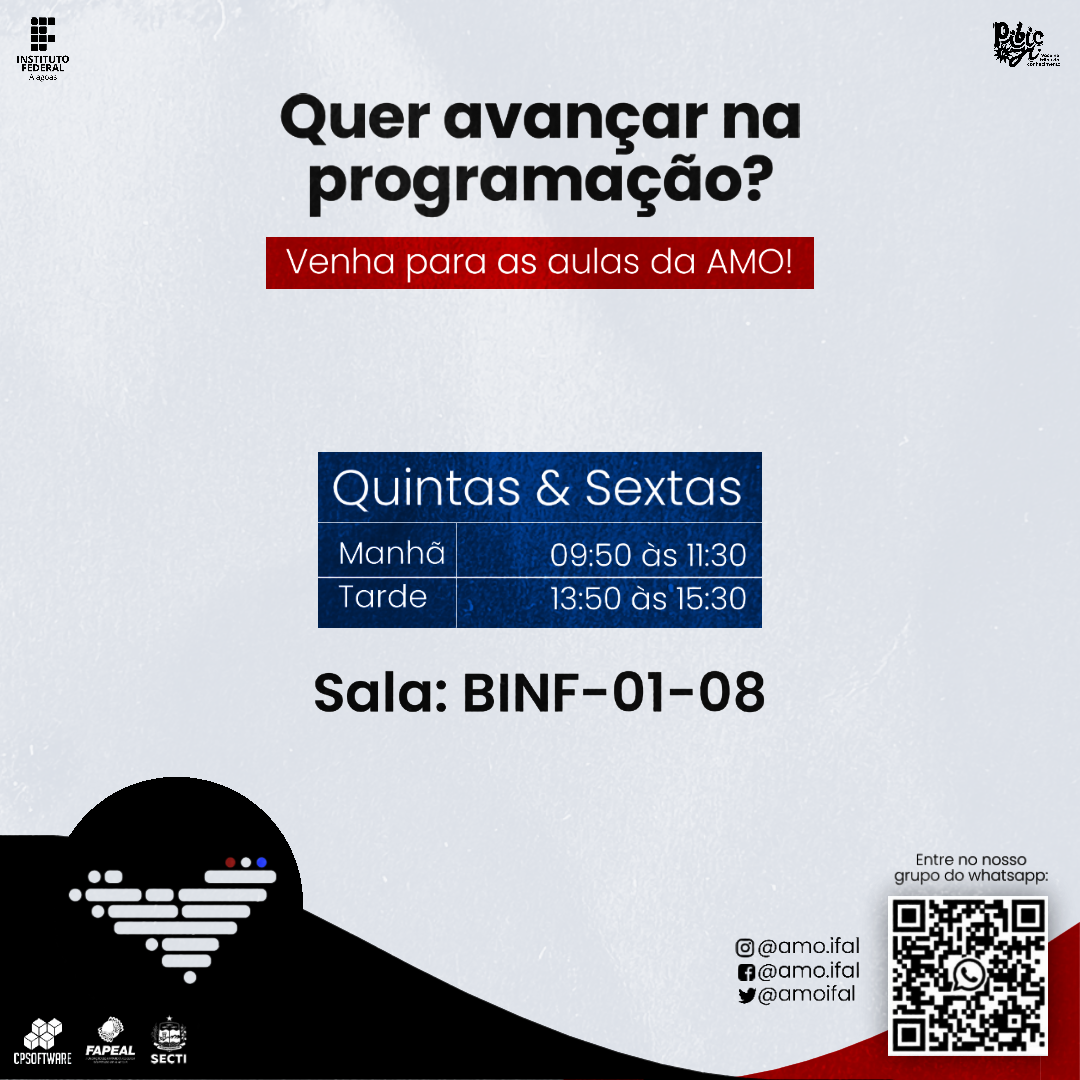 INSTITUTO
FEDERAL
Alagoas
Pibic
Quer avançar na
programação?
Venha para as aulas da AMO!
Quintas & Sextas
Manhã 09:50 às 11:30
Tarde 13:50 às 15:30
Sala: BINF-01-08
Entre no nosso
grupo do whatsapp:
@amo.ifal
@amo.ifal
@amoifal
CPSOFTWARE
FAPEAL
SECTI